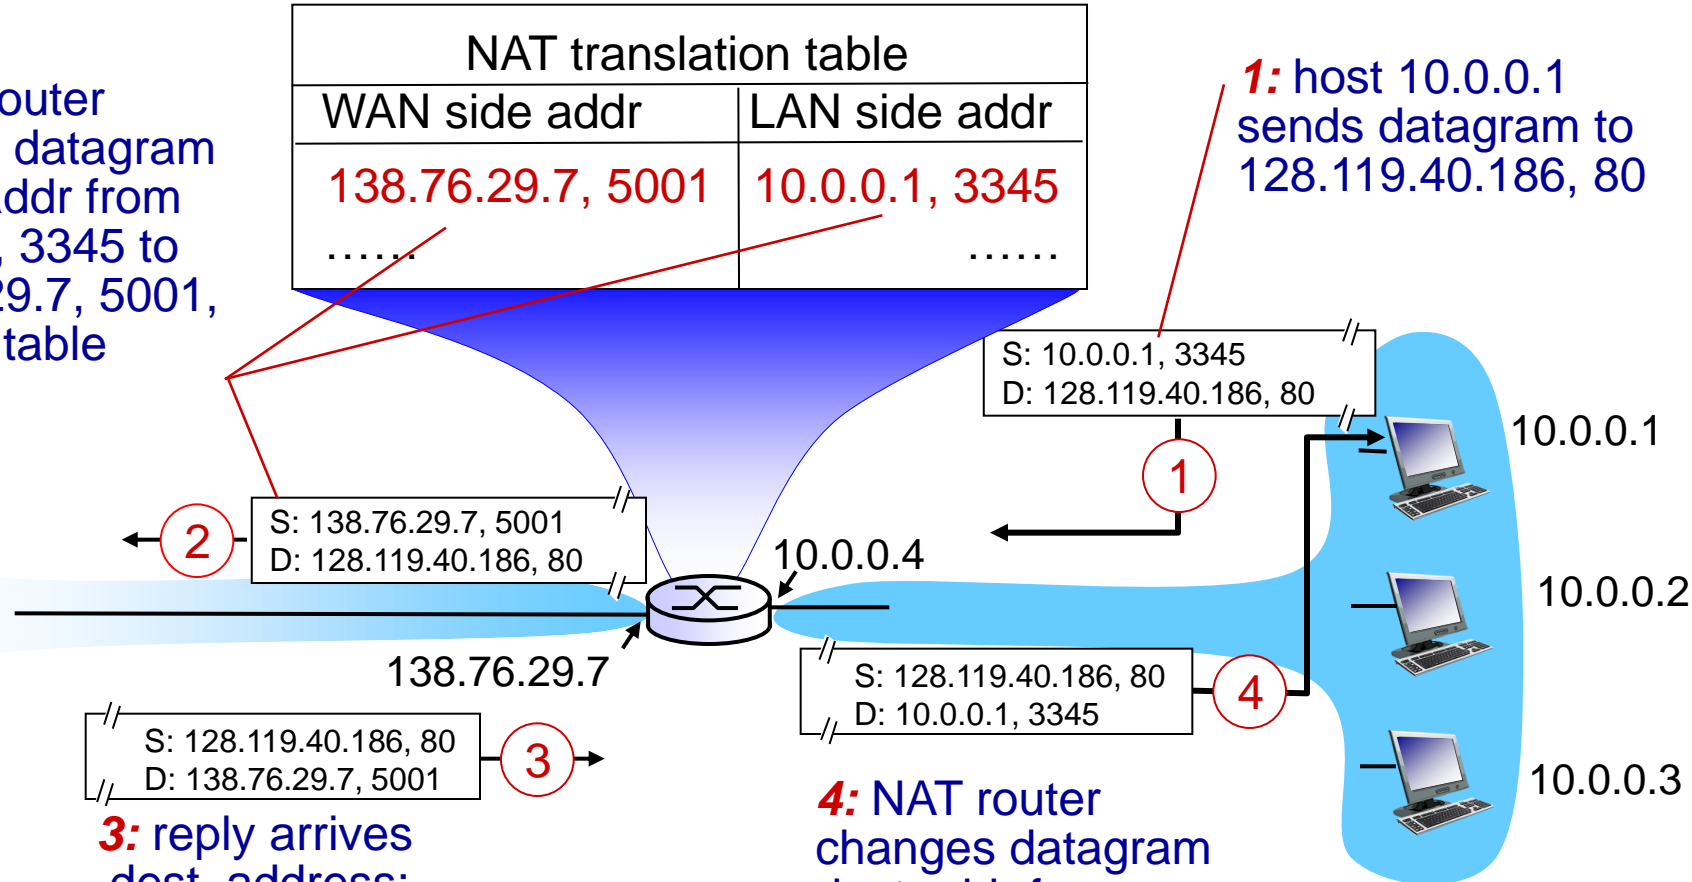 NAT translation table
WAN side addr LAN side addr
138.76.29.7, 5001 10.0.0.1, 3345
...... ......
outer
datagram
addr from
, 3345 to
29.7, 5001,
table
1: host 10.0.0.1
sends datagram to
128.119.40.186, 80
S: 10.0.0.1, 3345
D: 128.119.40.186, 80
1
10.0.0.1
2
S: 138.76.29.7, 5001
D: 128.119.40.186, 80
10.0.0.4
10.0.0.2
138.76.29.7
S: 128.119.40.186, 80
D: 10.0.0.1, 3345
4
S: 128.119.40.186, 80
D: 138.76.29.7, 5001
3
10.0.0.3
3: reply arrives
dest. address:
4: NAT router
changes datagram